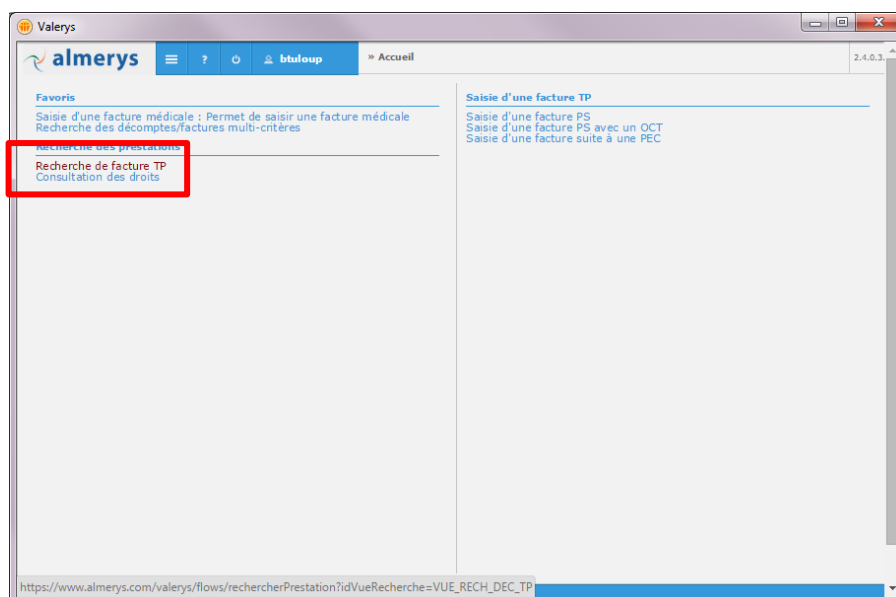 Valerys
almerys ? btuloup » Accueil 2.4.0.3.
Favoris
Saisie d'une facture médicale : Permet de saisir une facture médicale
Recherche des décomptes/factures multi-critères
Recherche des prestations
Recherche de facture TP
Consultation des droits
Saisie d'une facture TP
Saisie d'une facture PS
Saisie d'une facture PS avec un OCT
Saisie d'une facture suite à une PEC
https://www.almerys.com/valerys/flows/rechercherPrestation?idVueRecherche=VUE_RECH_DEC_TP